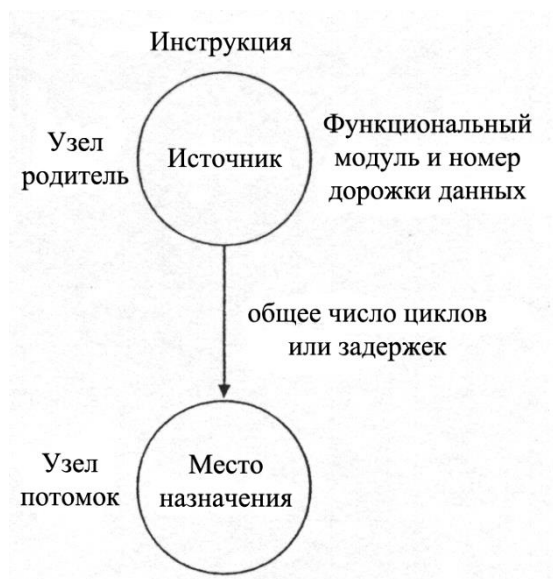 Инструкция
Узел
родитель
Источник
Функциональный
модуль и номер
дорожки данных
общее число циклов
или задержек
Узел
потомок
Место
назначения